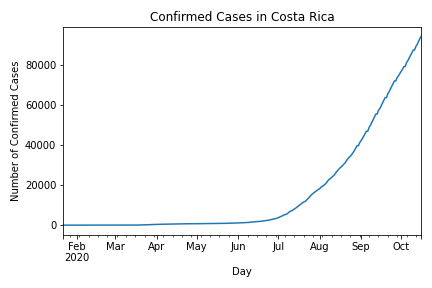 Confirmed Cases in Costa Rica
Number of Confirmed Cases
80000
60000
40000
20000
0
Feb Mar Apr May Jun Jul Aug Sep Oct
2020
Day